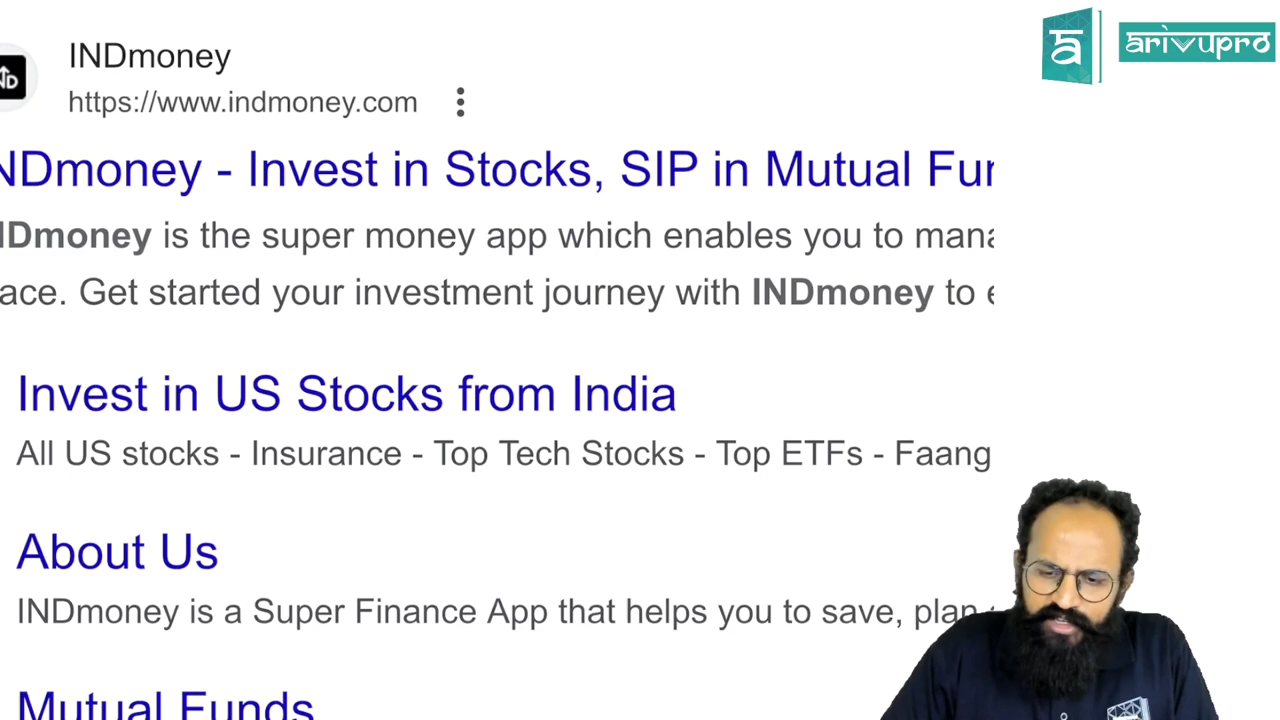 INDmoney
https://www.indmoney.com
NDmoney - Invest in Stocks, SIP in Mutual Fun
NDmoney is the super money app which enables you to mana
ace. Get started your investment journey with INDmoney to e
Invest in US Stocks from India
All US stocks - Insurance - Top Tech Stocks - Top ETFs - Faang
About Us
INDmoney is a Super Finance App that helps you to save, plan
Mutual Funds
arivupro